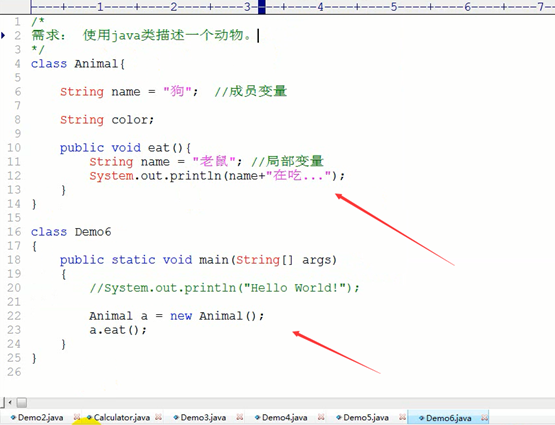 ----+----1----+----2----+----3----+----4----+----5----+----6----+----7--
1 /*
2 需求： 使用java类描述一个动物。
3 */
4 class Animal{
5
6 String name = "狗"; //成员变量
7
8 String color;
9
10 public void eat(){
11 String name = "老鼠"; //局部变量
12 System.out.println(name+"在吃...");
13 }
14 }
15
16 class Demo6
17 {
18 public static void main(String[] args)
19 {
20 //System.out.println("Hello World!");
21
22 Animal a = new Animal();
23 a.eat();
24 }
25 }
26
Demo2.java Calculator.java Demo3.java Demo4.java Demo5.java Demo6.java